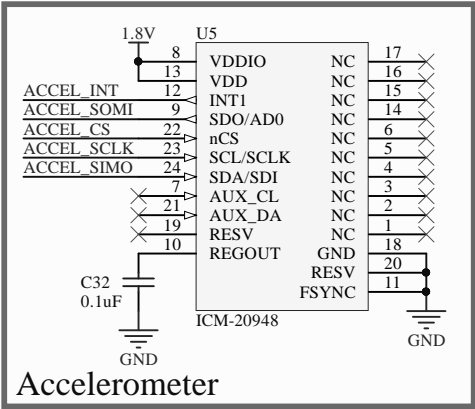 1.8V U5
8 VDDIO NC 17
13 VDD NC 16
ACCEL_INT 12 INT1 NC 15
ACCEL_SOMI 9 SDO/AD0 NC 14
ACCEL_CS 22 nCS NC 6
ACCEL_SCLK 23 SCL/SCLK NC 5
ACCEL_SIMO 24 SDA/SDI NC 4
7 AUX_CL NC 3
21 AUX_DA NC 2
19 RESV NC 1
10 REGOUT GND 18
RESV 20
FSYNC 11
C32
0.1uF
ICM-20948
GND
GND
Accelerometer